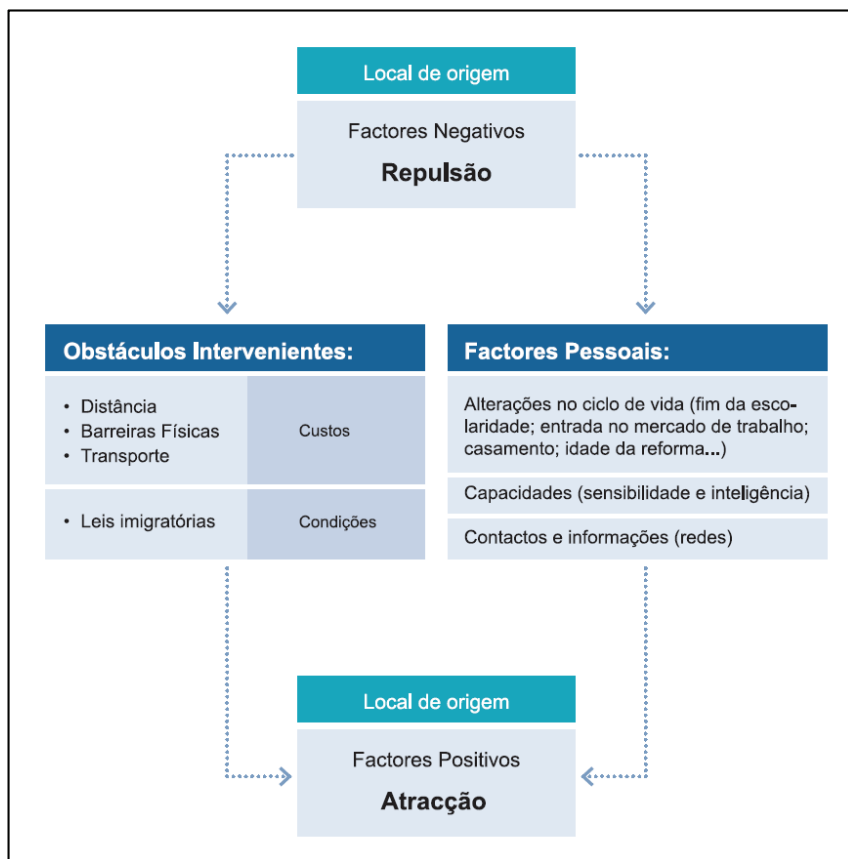 Local de origem
Factores Negativos
Repulsão
Obstáculos Intervenientes:
• Distância
• Barreiras Físicas
• Transporte
Custos
• Leis imigratórias
Condições
Factores Pessoais:
Alterações no ciclo de vida (fim da esco-
laridade; entrada no mercado de trabalho;
casamento; idade da reforma...)
Capacidades (sensibilidade e inteligência)
Contactos e informações (redes)
Local de origem
Factores Positivos
Atracção